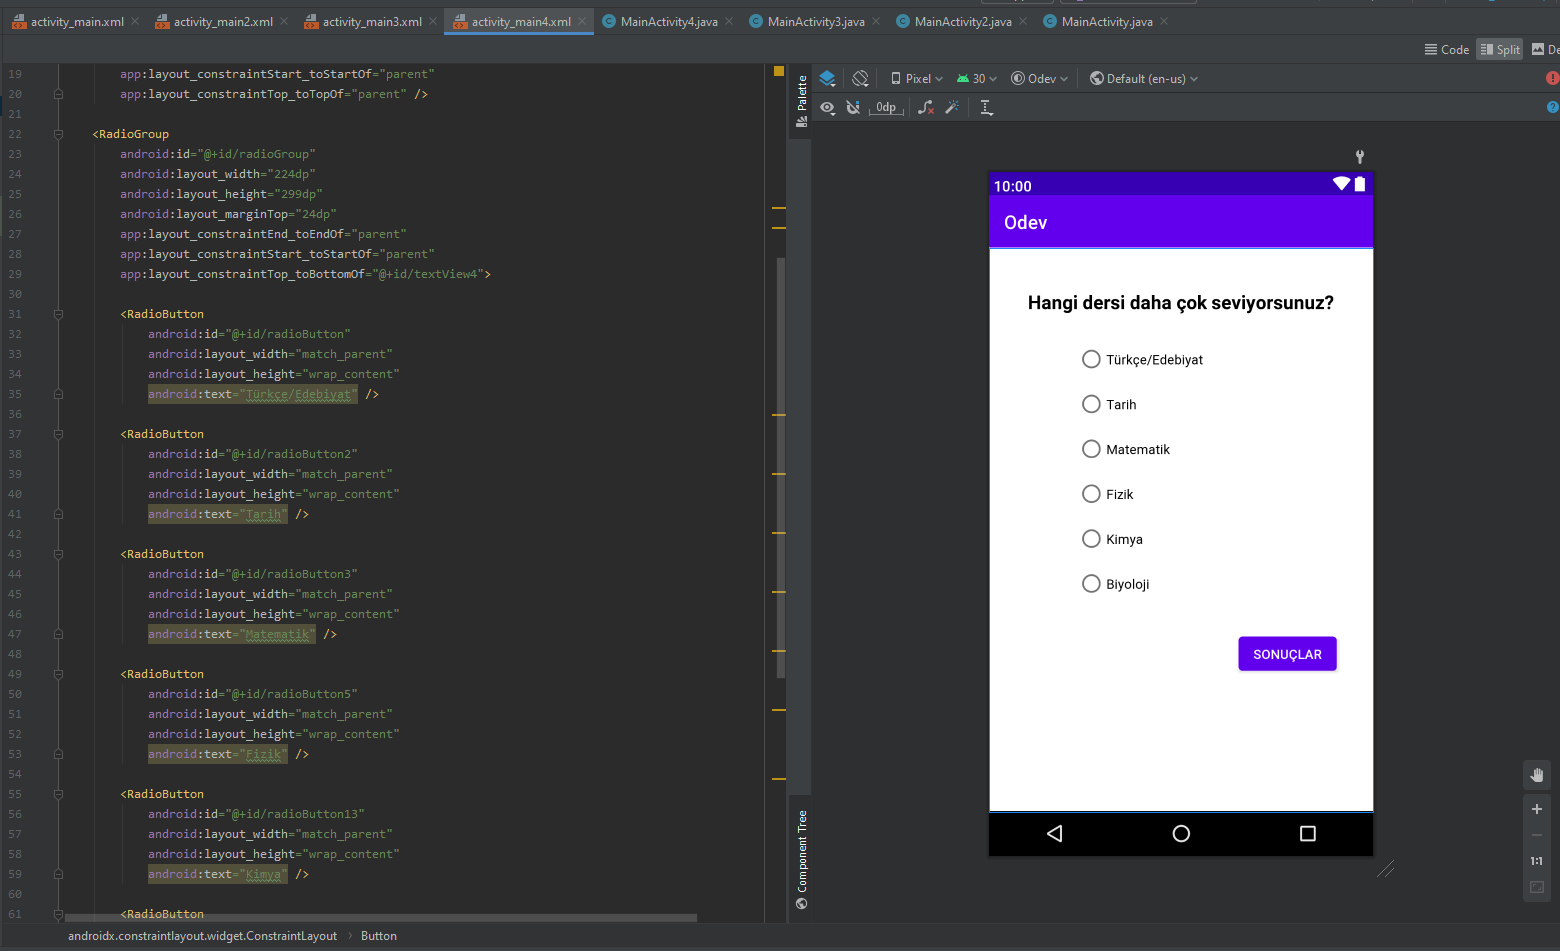 activity_main.xml
activity_main2.xml
activity_main3.xml
activity_main4.xml
MainActivity4.java
MainActivity3.java
MainActivity2.java
MainActivity.java
Code
Split
De
19 app:layout_constraintStart_toStartOf="parent"
20 app:layout_constraintTop_toTopOf="parent" />
21
22 <RadioGroup
23 android:id="@+id/radioGroup"
24 android:layout_width="224dp"
25 android:layout_height="299dp"
26 android:layout_marginTop="24dp"
27 app:layout_constraintEnd_toEndOf="parent"
28 app:layout_constraintStart_toStartOf="parent"
29 app:layout_constraintTop_toBottomOf="@+id/textView4">
30
31 <RadioButton
32 android:id="@+id/radioButton"
33 android:layout_width="match_parent"
34 android:layout_height="wrap_content"
35 android:text="Türkçe/Edebiyat" />
36
37 <RadioButton
38 android:id="@+id/radioButton2"
39 android:layout_width="match_parent"
40 android:layout_height="wrap_content"
41 android:text="Tarih" />
42
43 <RadioButton
44 android:id="@+id/radioButton3"
45 android:layout_width="match_parent"
46 android:layout_height="wrap_content"
47 android:text="Matematik" />
48
49 <RadioButton
50 android:id="@+id/radioButton5"
51 android:layout_width="match_parent"
52 android:layout_height="wrap_content"
53 android:text="Fizik" />
54
55 <RadioButton
56 android:id="@+id/radioButton13"
57 android:layout_width="match_parent"
58 android:layout_height="wrap_content"
59 android:text="Kimya" />
60
61 <RadioButton
androidx.constraintlayout.widget.ConstraintLayout
Button
Palette
Component Tree
Pixel
30
Odev
Default (en-us)
0dp
10:00
Odev
Hangi dersi daha çok seviyorsunuz?
Türkçe/Edebiyat
Tarih
Matematik
Fizik
Kimya
Biyoloji
SONUÇLAR
1:1